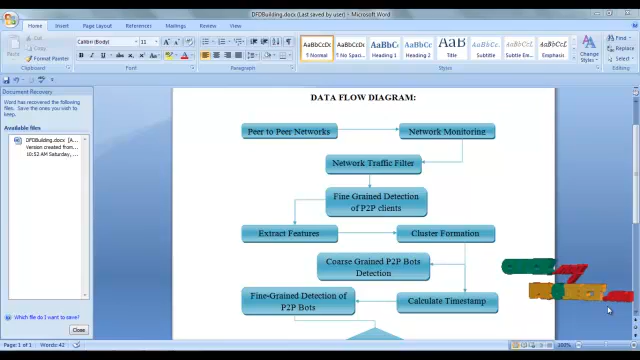 DFDBuilding.docx (Last saved by user) - Microsoft Word
Home Insert Page Layout References Mailings Review View
Cut
Copy
Paste
Format Painter
Calibri (Body) 11
AaBbCcDc AaBbCcDc AaBbC AaBbCc AaB AaBbCc AaBbCcL AaBbCcL
¶ Normal ¶ No Spaci... Heading 1 Heading 2 Title Subtitle Subtle Em... Emphasis
Change Styles
Clipboard Font Paragraph Styles Editing
Document Recovery
Word has recovered the following
files. Save the ones you wish to
keep.
Available files
DFDBuilding.docx [A...
Version created from...
10:52 AM Saturday, ...
Which file do I want to save?
Close
DATA FLOW DIAGRAM:
Peer to Peer Networks
Network Monitoring
Network Traffic Filter
Fine Grained Detection
of P2P clients
Extract Features
Cluster Formation
Coarse Grained P2P Bots
Detection
Fine-Grained Detection of
P2P Bots
Calculate Timestamp
Page: 1 of 1 Words: 42
100%